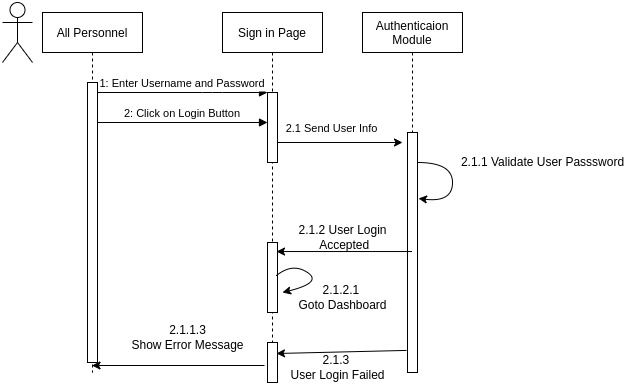 All Personnel
Sign in Page
Authenticaion
Module
1: Enter Username and Password
2: Click on Login Button
2.1 Send User Info
2.1.1 Validate User Passsword
2.1.2 User Login
Accepted
2.1.2.1
Goto Dashboard
2.1.1.3
Show Error Message
2.1.3
User Login Failed